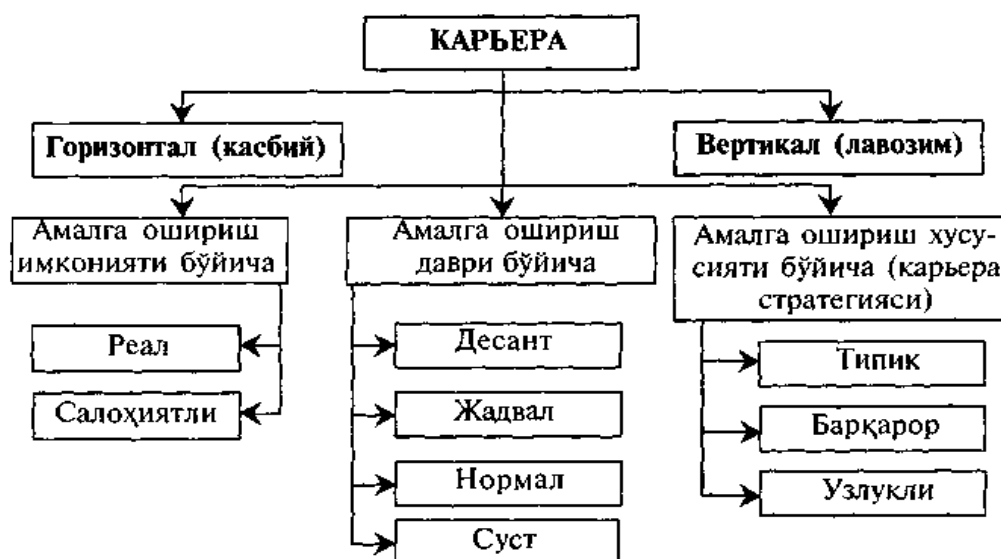 КАРЬЕРА
Горизонтал (касбий)
Вертикал (лавозим)
Амалга ошириш
имконияти бўйича
Реал
Салоҳиятли
Амалга ошириш
даври бўйича
Десант
Жадвал
Нормал
Суст
Амалга ошириш хусу-
сияти бўйича (карьера
стратегияси)
Типик
Барқарор
Узлукли